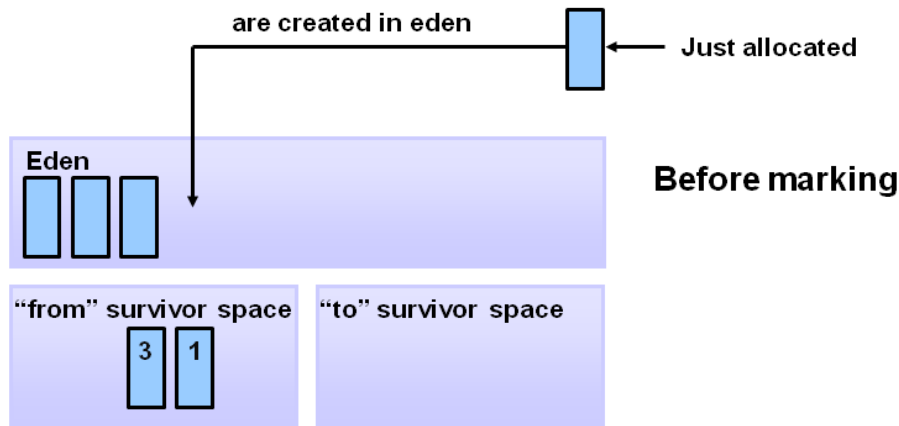 are created in eden
Just allocated
Eden
Before marking
“from” survivor space
“to” survivor space
3 1